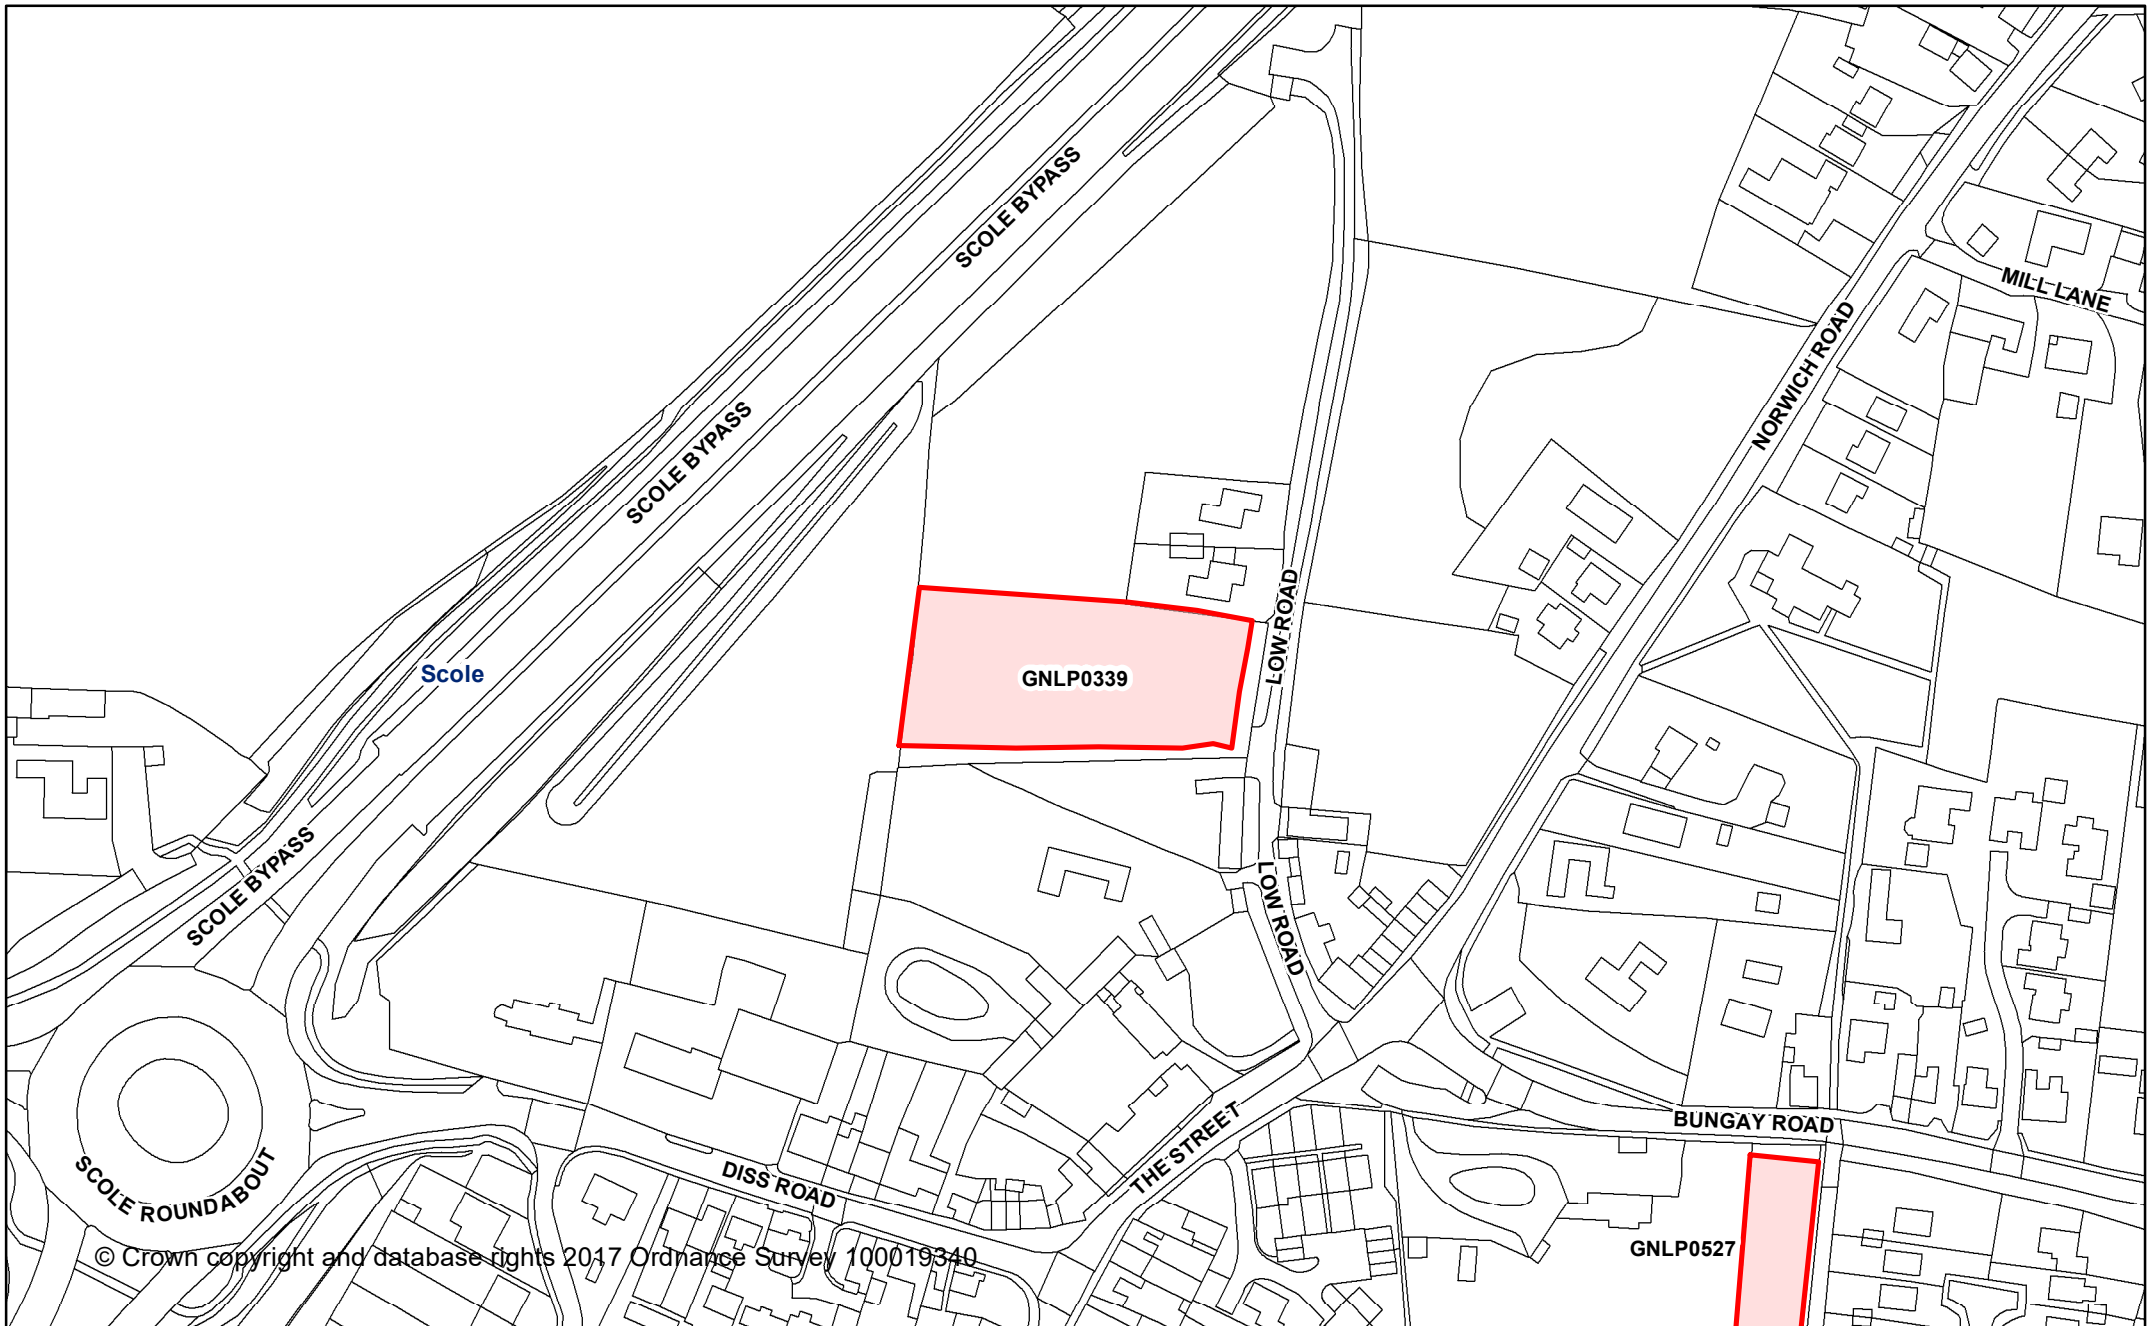 SCOLE BYPASS
MILL LANE
NORWICH ROAD
SCOLE BYPASS
LOW ROAD
Scole
GNLP0339
SCOLE BYPASS
LOW ROAD
BUNGAY ROAD
THE STREET
DISS ROAD
SCOLE ROUNDABOUT
GNLP0527
© Crown copyright and database rights 2017 Ordnance Survey 100019340